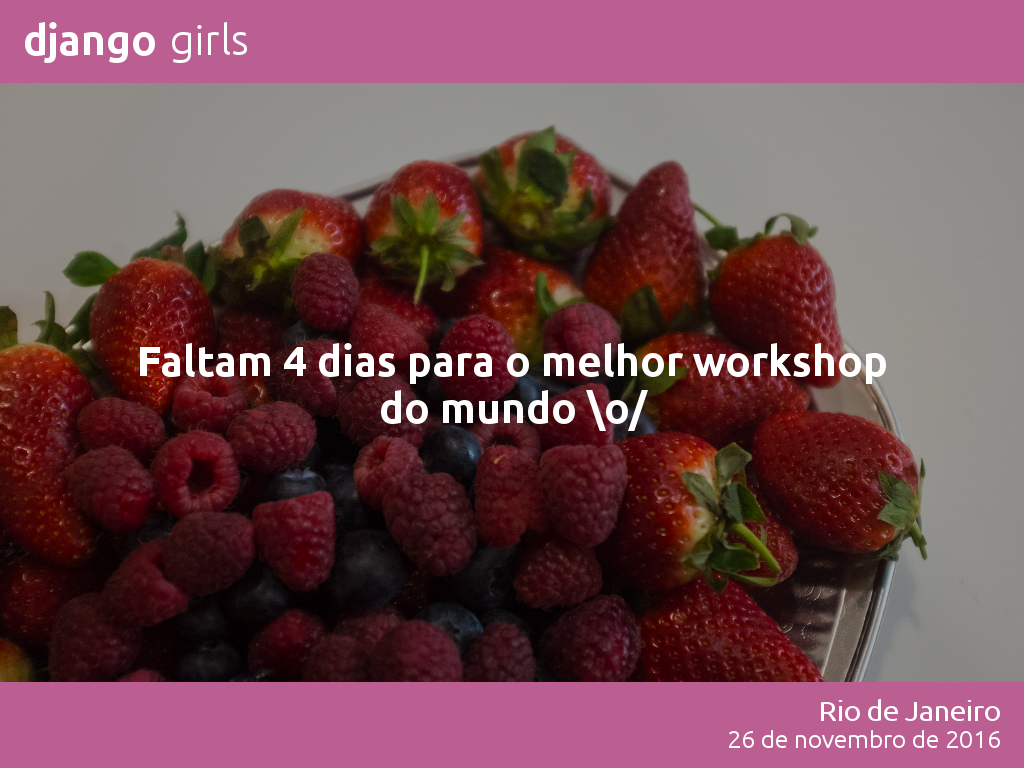 django girls
Faltam 4 dias para o melhor workshop
do mundo \o/
Rio de Janeiro
26 de novembro de 2016